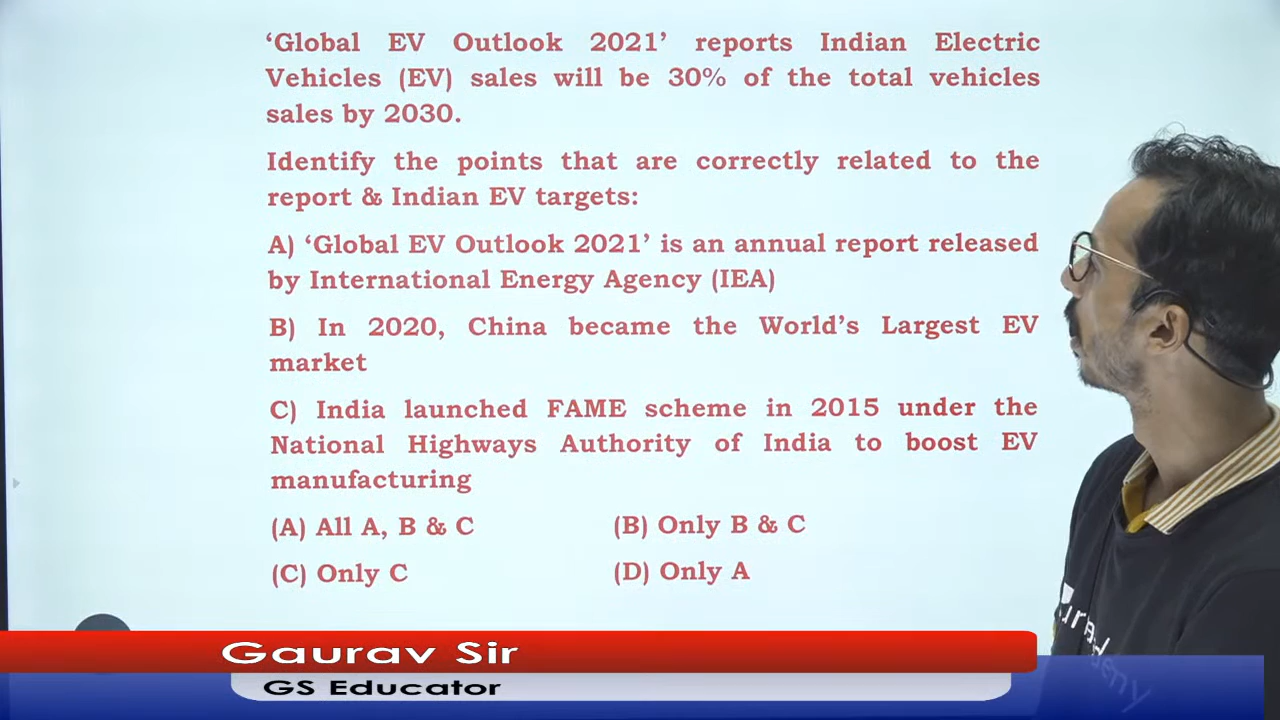 ‘Global EV Outlook 2021’ reports Indian Electric
Vehicles (EV) sales will be 30% of the total vehicles
sales by 2030.
Identify the points that are correctly related to the
report & Indian EV targets:
A) ‘Global EV Outlook 2021’ is an annual report released
by International Energy Agency (IEA)
B) In 2020, China became the World’s Largest EV
market
C) India launched FAME scheme in 2015 under the
National Highways Authority of India to boost EV
manufacturing
(A) All A, B & C
(B) Only B & C
(C) Only C
(D) Only A
Gaurav Sir
GS Educator